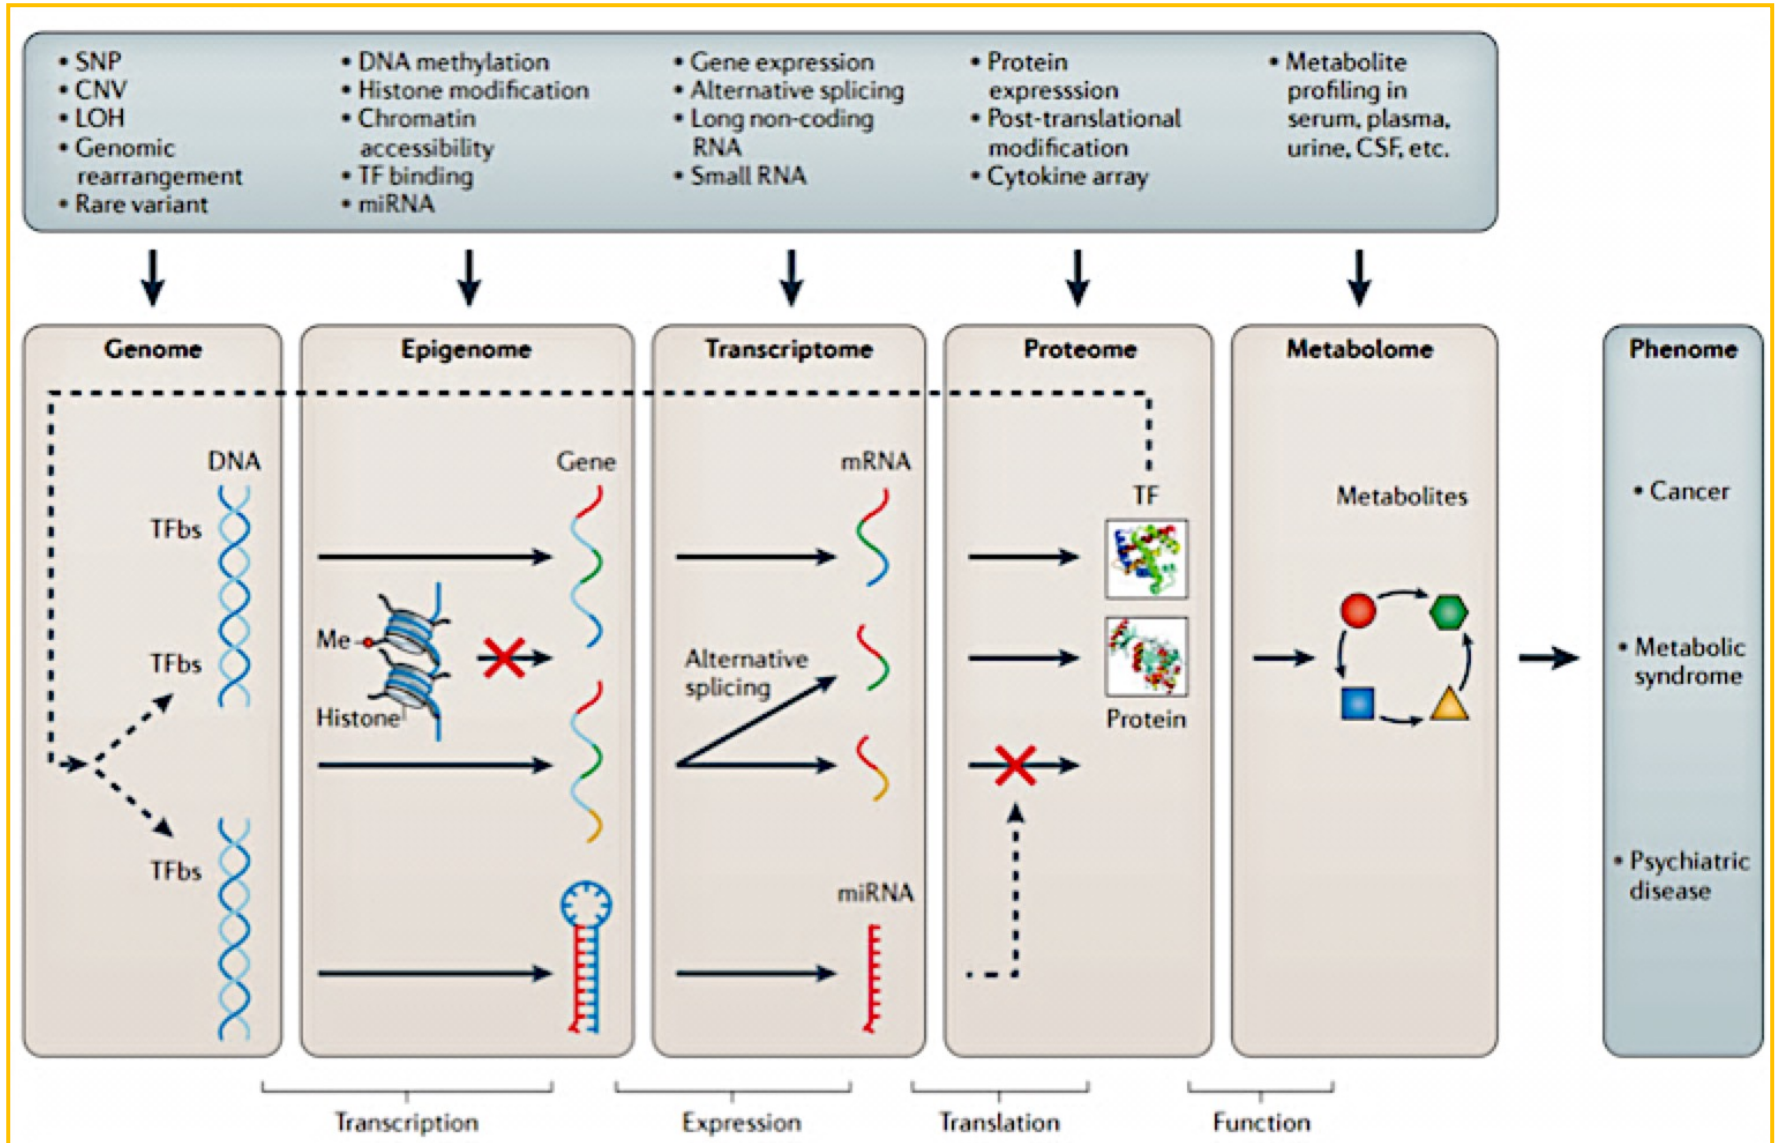 • SNP
• CNV
• LOH
• Genomic
rearrangement
• Rare variant
• DNA methylation
• Histone modification
• Chromatin
accessibility
• TF binding
• miRNA
• Gene expression
• Alternative splicing
• Long non-coding
RNA
• Small RNA
• Protein
expresssion
• Post-translational
modification
• Cytokine array
• Metabolite
profiling in
serum, plasma,
urine, CSF, etc.
Genome
DNA
TFbs
TFbs
TFbs
Epigenome
Gene
Me
Histone
Transcriptome
mRNA
Alternative
splicing
miRNA
Proteome
TF
Protein
Metabolome
Metabolites
Phenome
• Cancer
• Metabolic
syndrome
• Psychiatric
disease
Transcription
Expression
Translation
Function